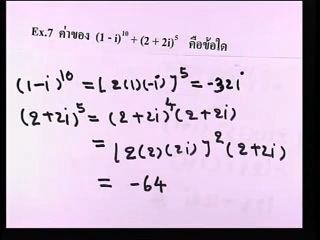 Ex.7 ค่าของ (1 - i)¹⁰ + (2 + 2i)⁵ คือข้อใด
(1-i)¹⁰ = [2(1)(-i)]⁵ = -32i
(2+2i)⁵ = (2+2i)⁴(2+2i)
= [2(2)(2i)]²(2+2i)
= -64